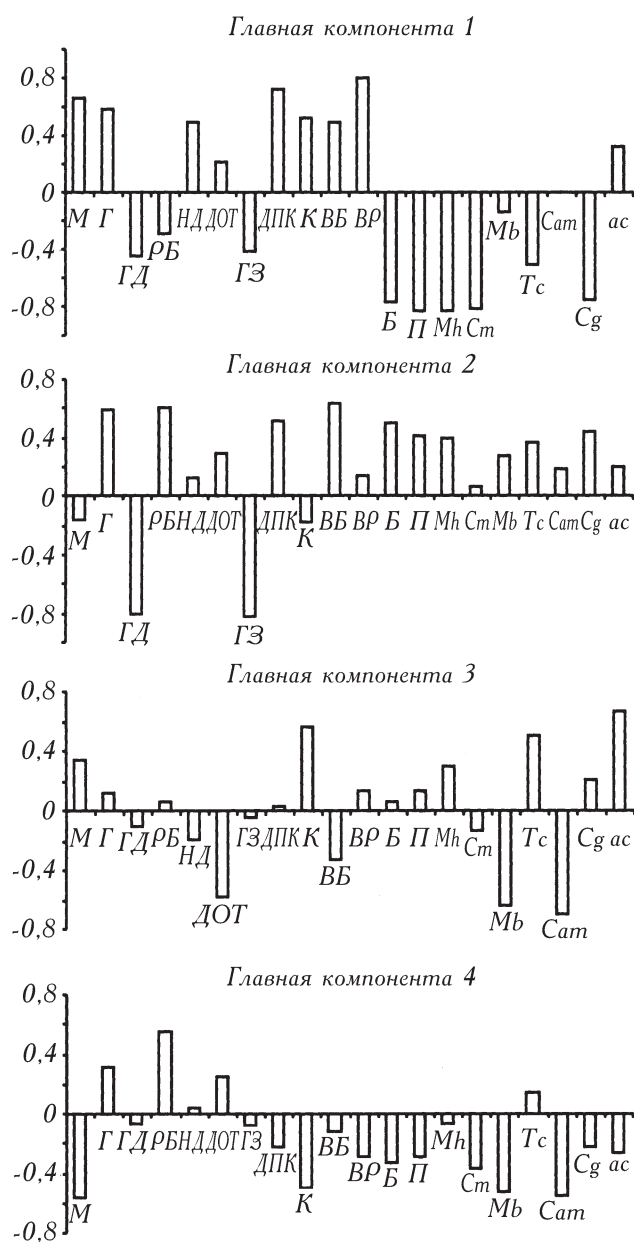 Главная компонента 1
0,8
0,4
0
-0,4
-0,8
М Г ГД РБ НД ДОТ ГЗ ДПК К ВБ ВР Б П Mh Cm Mb Tc Cam Cg ac
Главная компонента 2
0,8
0,4
0
-0,4
-0,8
М Г ГД РБ НД ДОТ ГЗ ДПК К ВБ ВР Б П Mh Cm Mb Tc Cam Cg ac
Главная компонента 3
0,8
0,4
0
-0,4
-0,8
М Г ГД РБ НД ДОТ ГЗ ДПК К ВБ ВР Б П Mh Cm Mb Tc Cam Cg ac
Главная компонента 4
0,8
0,4
0
-0,4
-0,8
М Г ГД РБ НД ДОТ ГЗ ДПК К ВБ ВР Б П Mh Cm Mb Tc Cam Cg ac